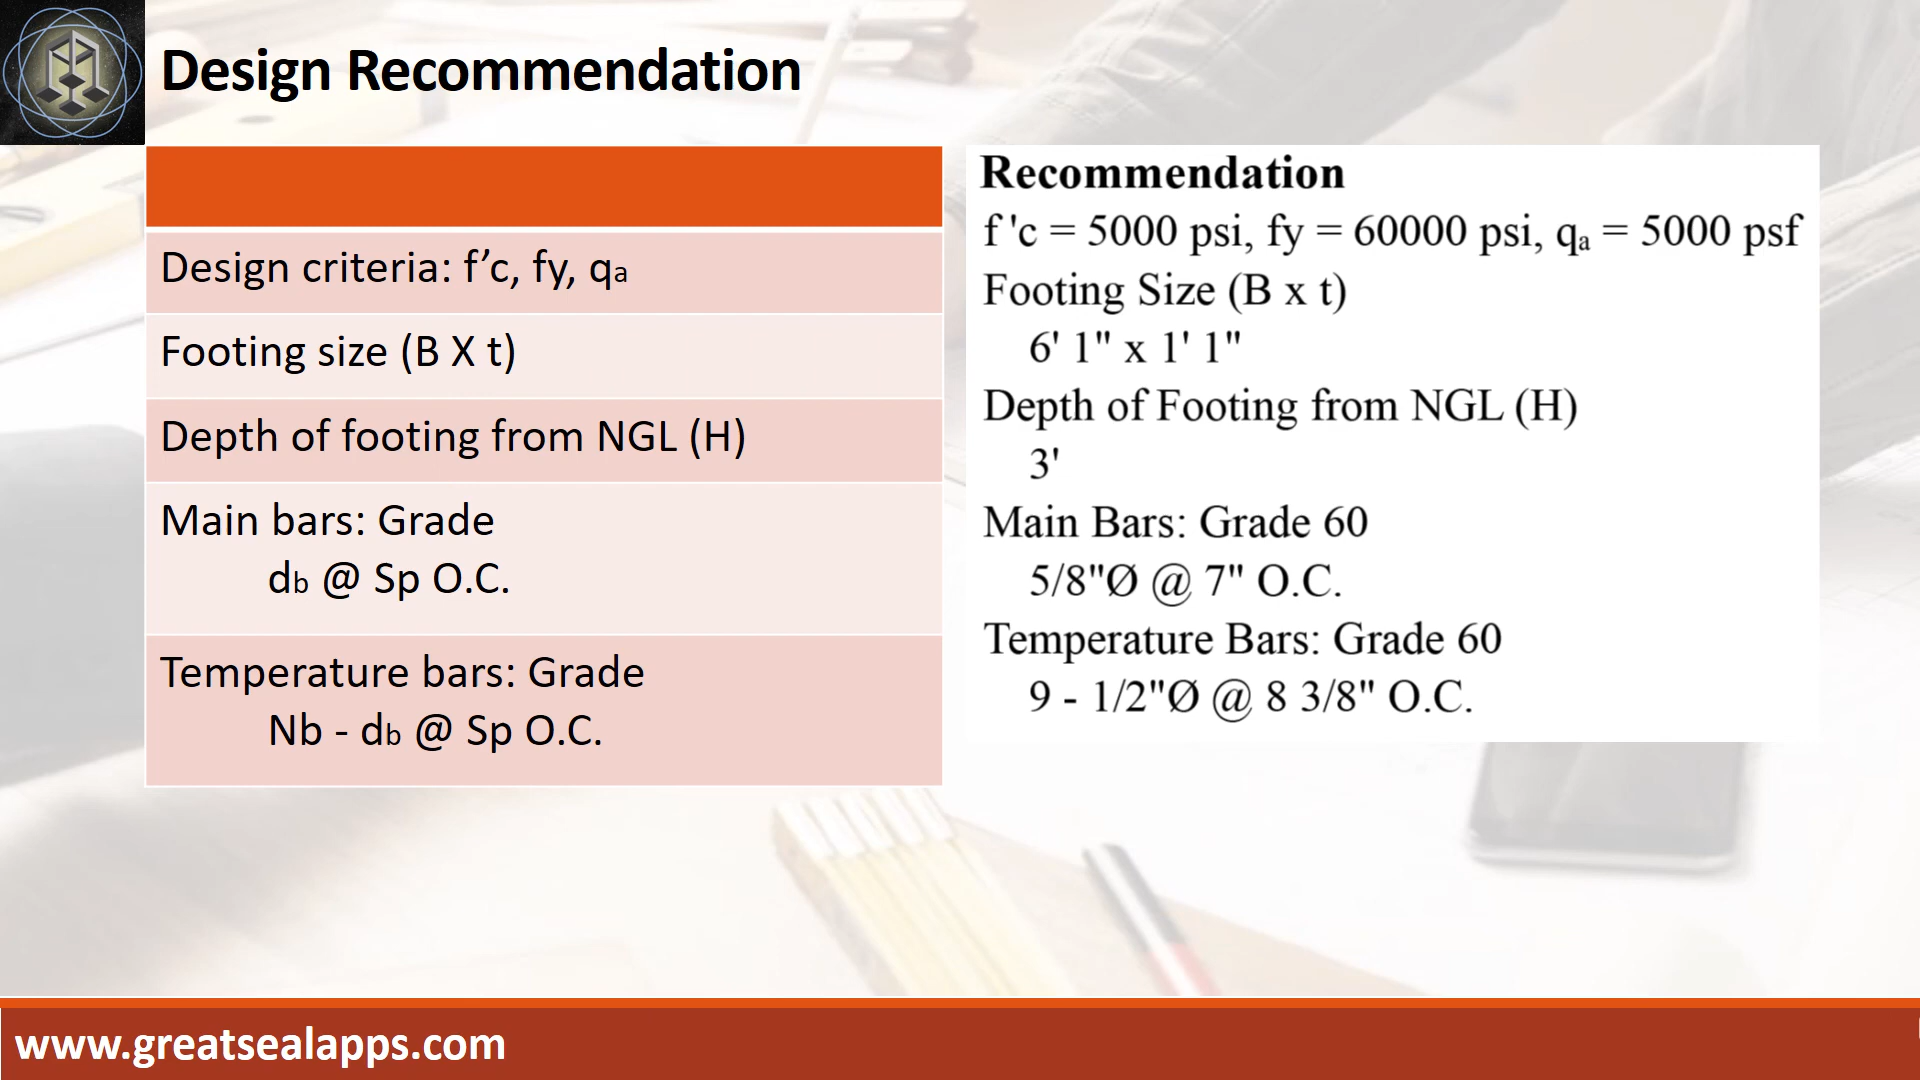 Design Recommendation
Design criteria: f’c, fy, qa
Footing size (B X t)
Depth of footing from NGL (H)
Main bars: Grade
db @ Sp O.C.
Temperature bars: Grade
Nb - db @ Sp O.C.
Recommendation
f 'c = 5000 psi, fy = 60000 psi, qa = 5000 psf
Footing Size (B x t)
6' 1" x 1' 1"
Depth of Footing from NGL (H)
3'
Main Bars: Grade 60
5/8"Ø @ 7" O.C.
Temperature Bars: Grade 60
9 - 1/2"Ø @ 8 3/8" O.C.
www.greatsealapps.com